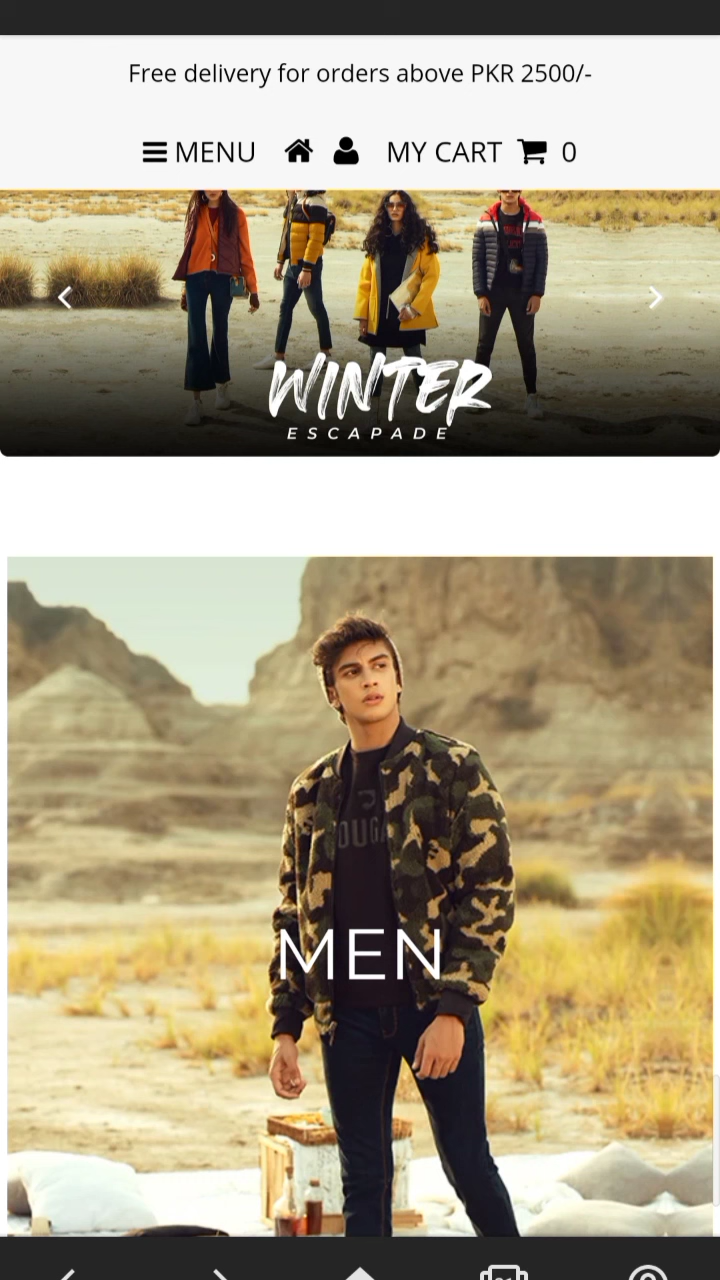 Free delivery for orders above PKR 2500/-
MENU MY CART 0
WINTER
ESCAPADE
MEN